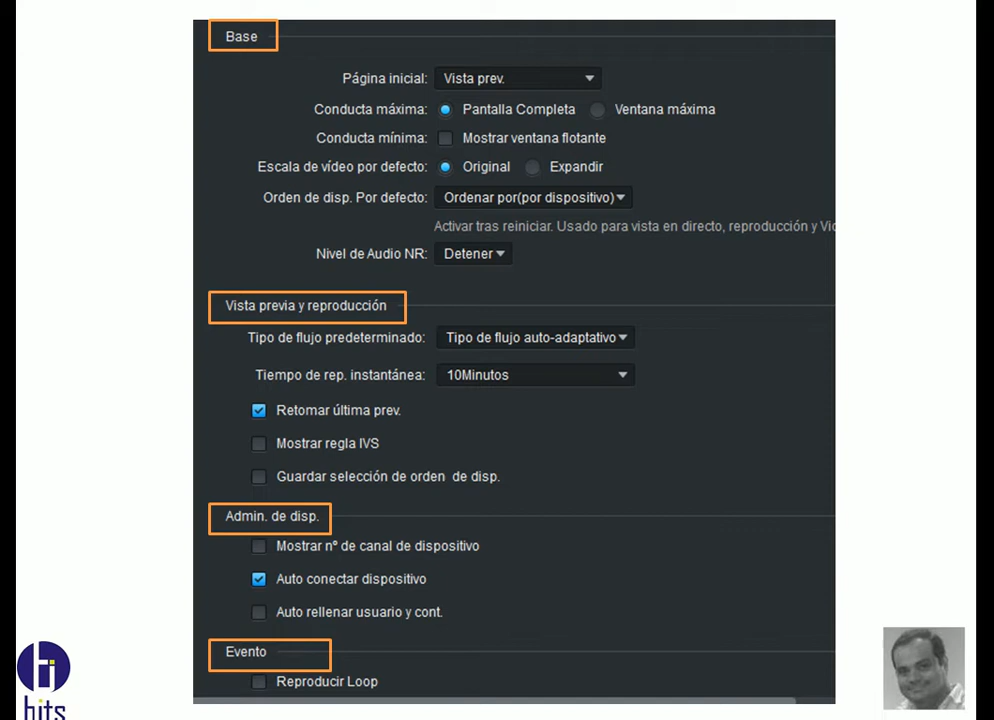 Base
Página inicial: Vista prev.
Conducta máxima: Pantalla Completa Ventana máxima
Conducta mínima: Mostrar ventana flotante
Escala de vídeo por defecto: Original Expandir
Orden de disp. Por defecto: Ordenar por(por dispositivo)
Activar tras reiniciar. Usado para vista en directo, reproducción y
Nivel de Audio NR: Detener
Vista previa y reproducción
Tipo de flujo predeterminado: Tipo de flujo auto-adaptativo
Tiempo de rep. instantánea: 10Minutos
Retomar última prev.
Mostrar regla IVS
Guardar selección de orden de disp.
Admin. de disp.
Mostrar nº de canal de dispositivo
Auto conectar dispositivo
Auto rellenar usuario y cont.
Evento
Reproducir Loop
hits